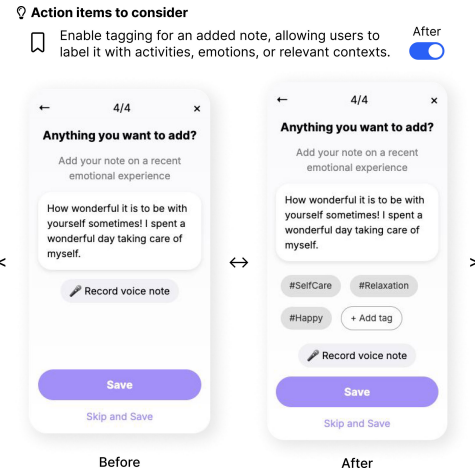 Action items to consider
Enable tagging for an added note, allowing users to
label it with activities, emotions, or relevant contexts.
After
4/4
Anything you want to add?
Add your note on a recent
emotional experience
How wonderful it is to be with
yourself sometimes! I spent a
wonderful day taking care of
myself.
Record voice note
Save
Skip and Save
Before
4/4
Anything you want to add?
Add your note on a recent
emotional experience
How wonderful it is to be with
yourself sometimes! I spent a
wonderful day taking care of
myself.
#SelfCare #Relaxation
#Happy + Add tag
Record voice note
Save
Skip and Save
After